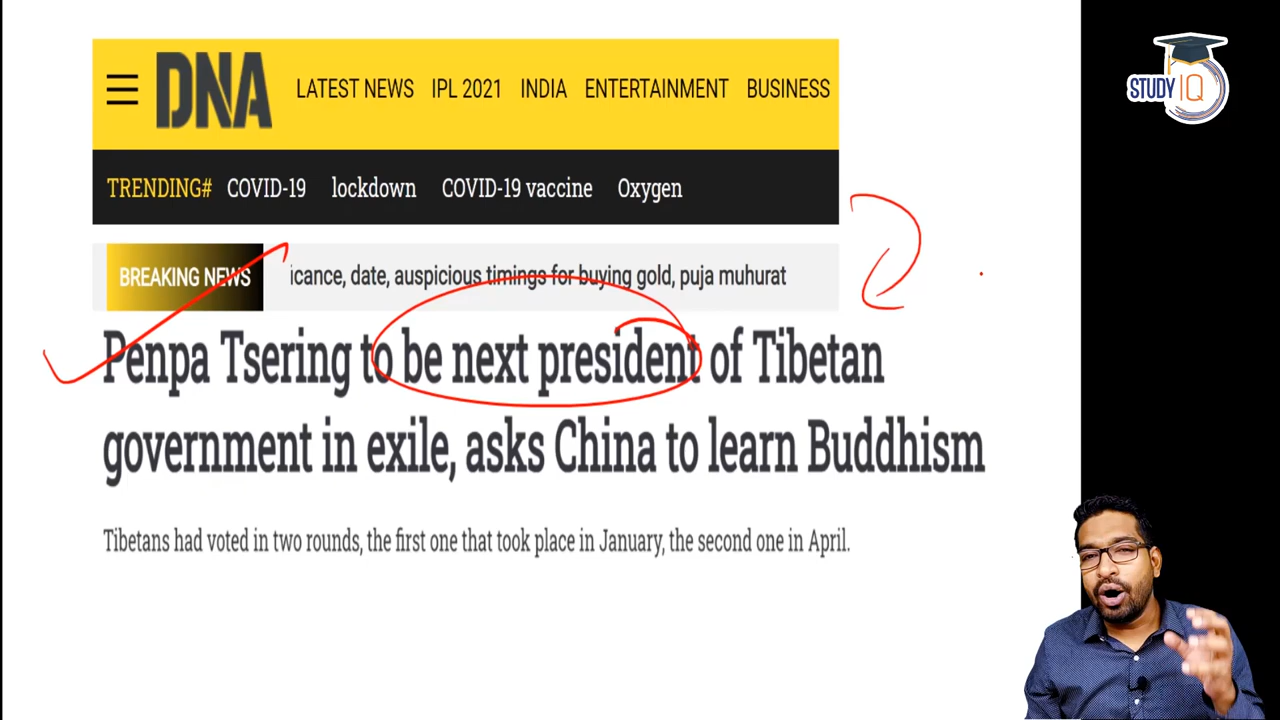 DNA LATEST NEWS IPL 2021 INDIA ENTERTAINMENT BUSINESS
STUDY IQ
TRENDING# COVID-19 lockdown COVID-19 vaccine Oxygen
BREAKING NEWS icance, date, auspicious timings for buying gold, puja muhurat
Penpa Tsering to be next president of Tibetan
government in exile, asks China to learn Buddhism
Tibetans had voted in two rounds, the first one that took place in January, the second one in April.